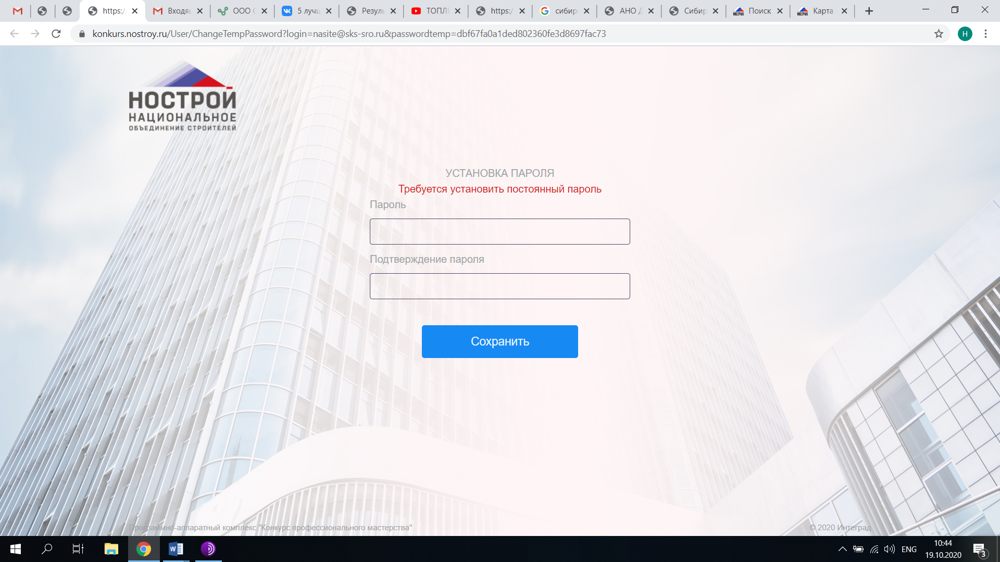 https:/
Входящ
ООО С
5 лучш
Резуль
ТОПЛ
https:/
сибир
АНО Д
Сибир
Поиск
Карта
konkurs.nostroy.ru/User/ChangeTempPassword?login=nasite@sks-sro.ru&passwordtemp=dbf67fa0a1ded802360fe3d8697fac73
H
НОСТРОЙ
НАЦИОНАЛЬНОЕ
ОБЪЕДИНЕНИЕ СТРОИТЕЛЕЙ
УСТАНОВКА ПАРОЛЯ
Требуется установить постоянный пароль
Пароль
Подтверждение пароля
Сохранить
Программно-аппаратный комплекс "Конкурс профессионального мастерства"
© 2020 Интеград
ENG
10:44
19.10.2020
3